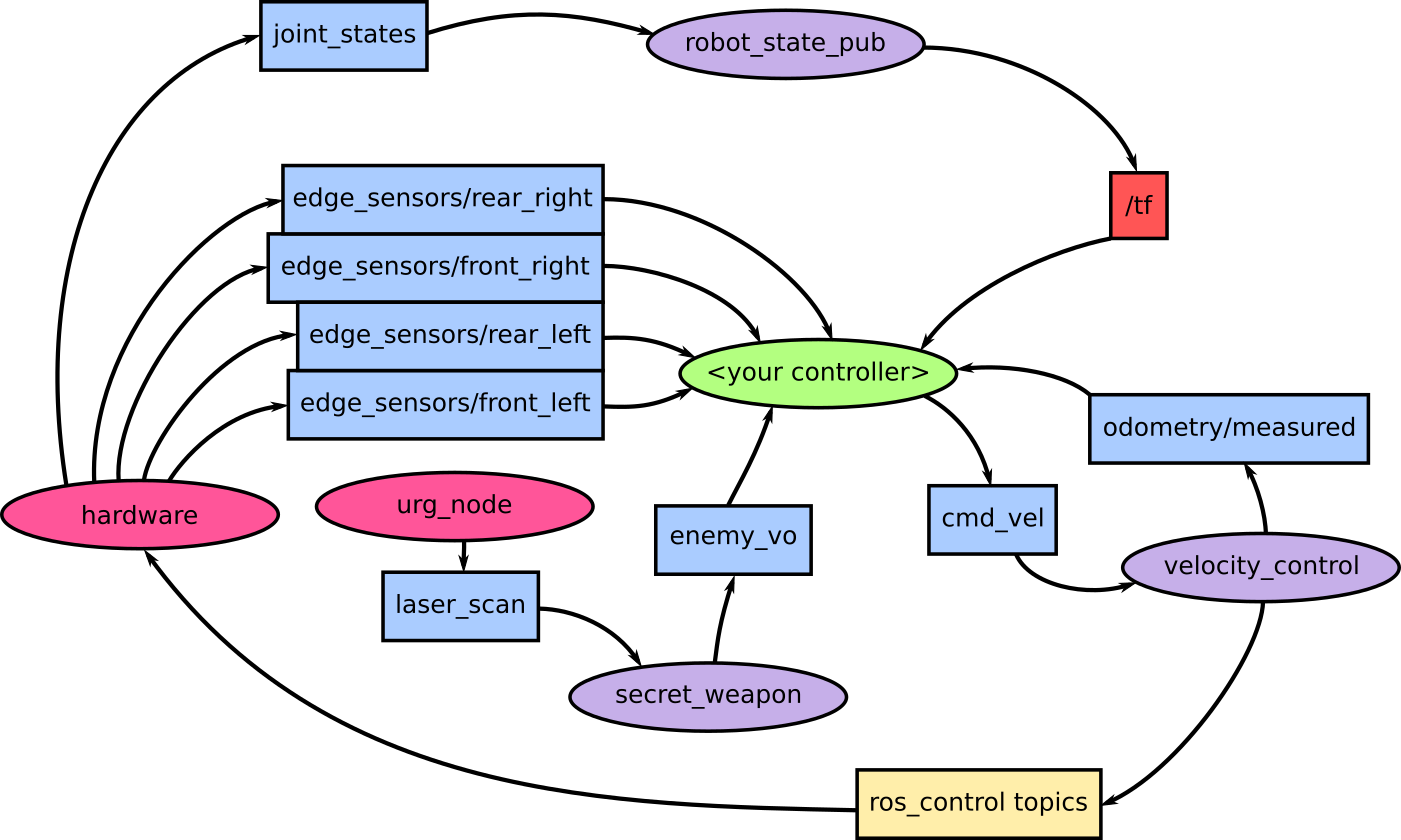 joint_states
robot_state_pub
edge_sensors/rear_right
/tf
edge_sensors/front_right
edge_sensors/rear_left
<your controller>
edge_sensors/front_left
odometry/measured
urg_node
hardware
cmd_vel
enemy_vo
velocity_control
laser_scan
secret_weapon
ros_control topics